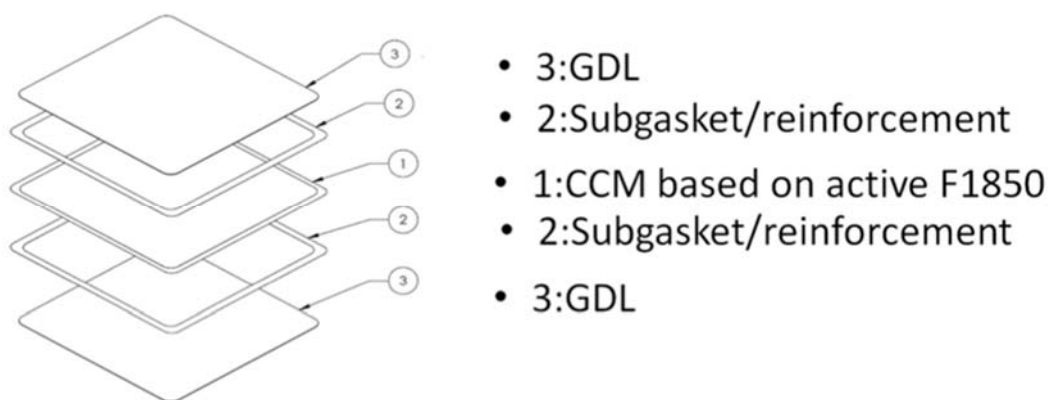 3
2
1
2
3
• 3:GDL
• 2:Subgasket/reinforcement
• 1:CCM based on active F1850
• 2:Subgasket/reinforcement
• 3:GDL